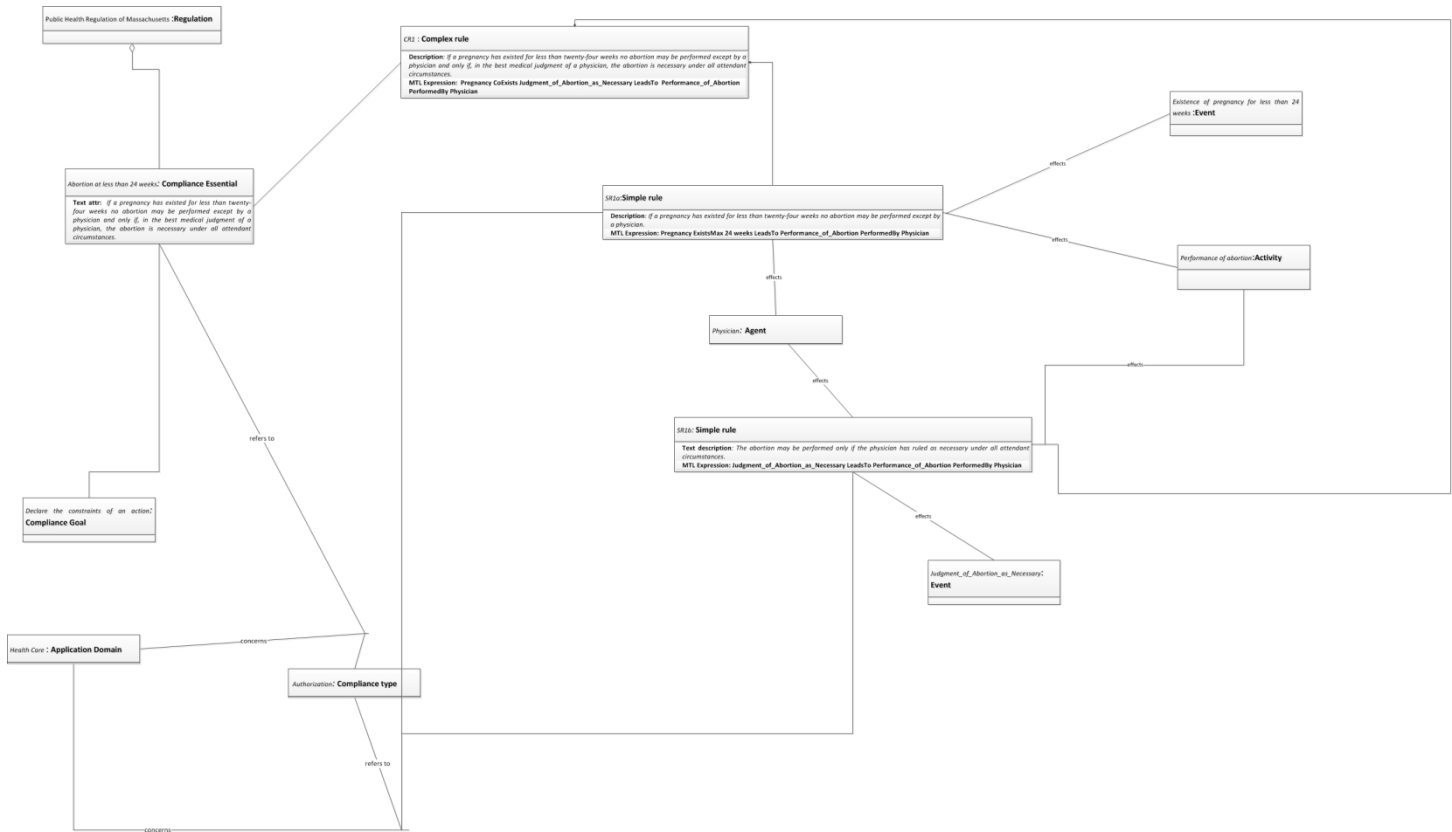 Public Health Regulation of Massachusetts :Regulation
CR1 : Complex rule
Description: If a pregnancy has existed for less than twenty-four weeks no abortion may be performed except by a
physician and only if, in the best medical judgment of a physician, the abortion is necessary under all attendant
circumstances.
MTL Expression: Pregnancy CoExists Judgment_of_Abortion_as_Necessary LeadsTo Performance_of_Abortion
PerformedBy Physician
Existence of pregnancy for less than 24
weeks :Event
effects
Abortion at less than 24 weeks: Compliance Essential
Text attr: If a pregnancy has existed for less than twenty-
four weeks no abortion may be performed except by a
physician and only if, in the best medical judgment of a
physician, the abortion is necessary under all attendant
circumstances.
SR1a:Simple rule
Description: If a pregnancy has existed for less than twenty-four weeks no abortion may be performed except by
a physician.
MTL Expression: Pregnancy ExistsMax 24 weeks LeadsTo Performance_of_Abortion PerformedBy Physician
effects
Performance of abortion:Activity
effects
Physician: Agent
effects
effects
SR1b: Simple rule
Text description: The abortion may be performed only if the physician has ruled as necessary under all attendant
circumstances.
MTL Expression: Judgment_of_Abortion_as_Necessary LeadsTo Performance_of_Abortion PerformedBy Physician
refers to
Declare the constraints of an action:
Compliance Goal
effects
Judgment_of_Abortion_as_Necessary:
Event
concerns
Health Care : Application Domain
Authorization: Compliance type
refers to
concerns